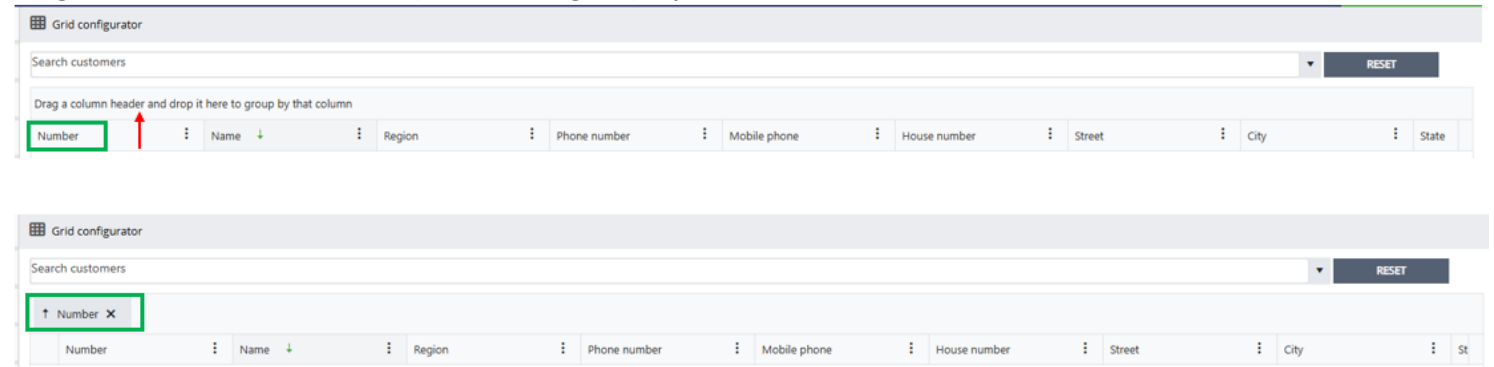 Grid configurator
Search customers
RESET
Drag a column header and drop it here to group by that column
Number Name ↓ Region Phone number Mobile phone House number Street City State
Grid configurator
Search customers
RESET
↑ Number ✕
Number Name ↓ Region Phone number Mobile phone House number Street City St